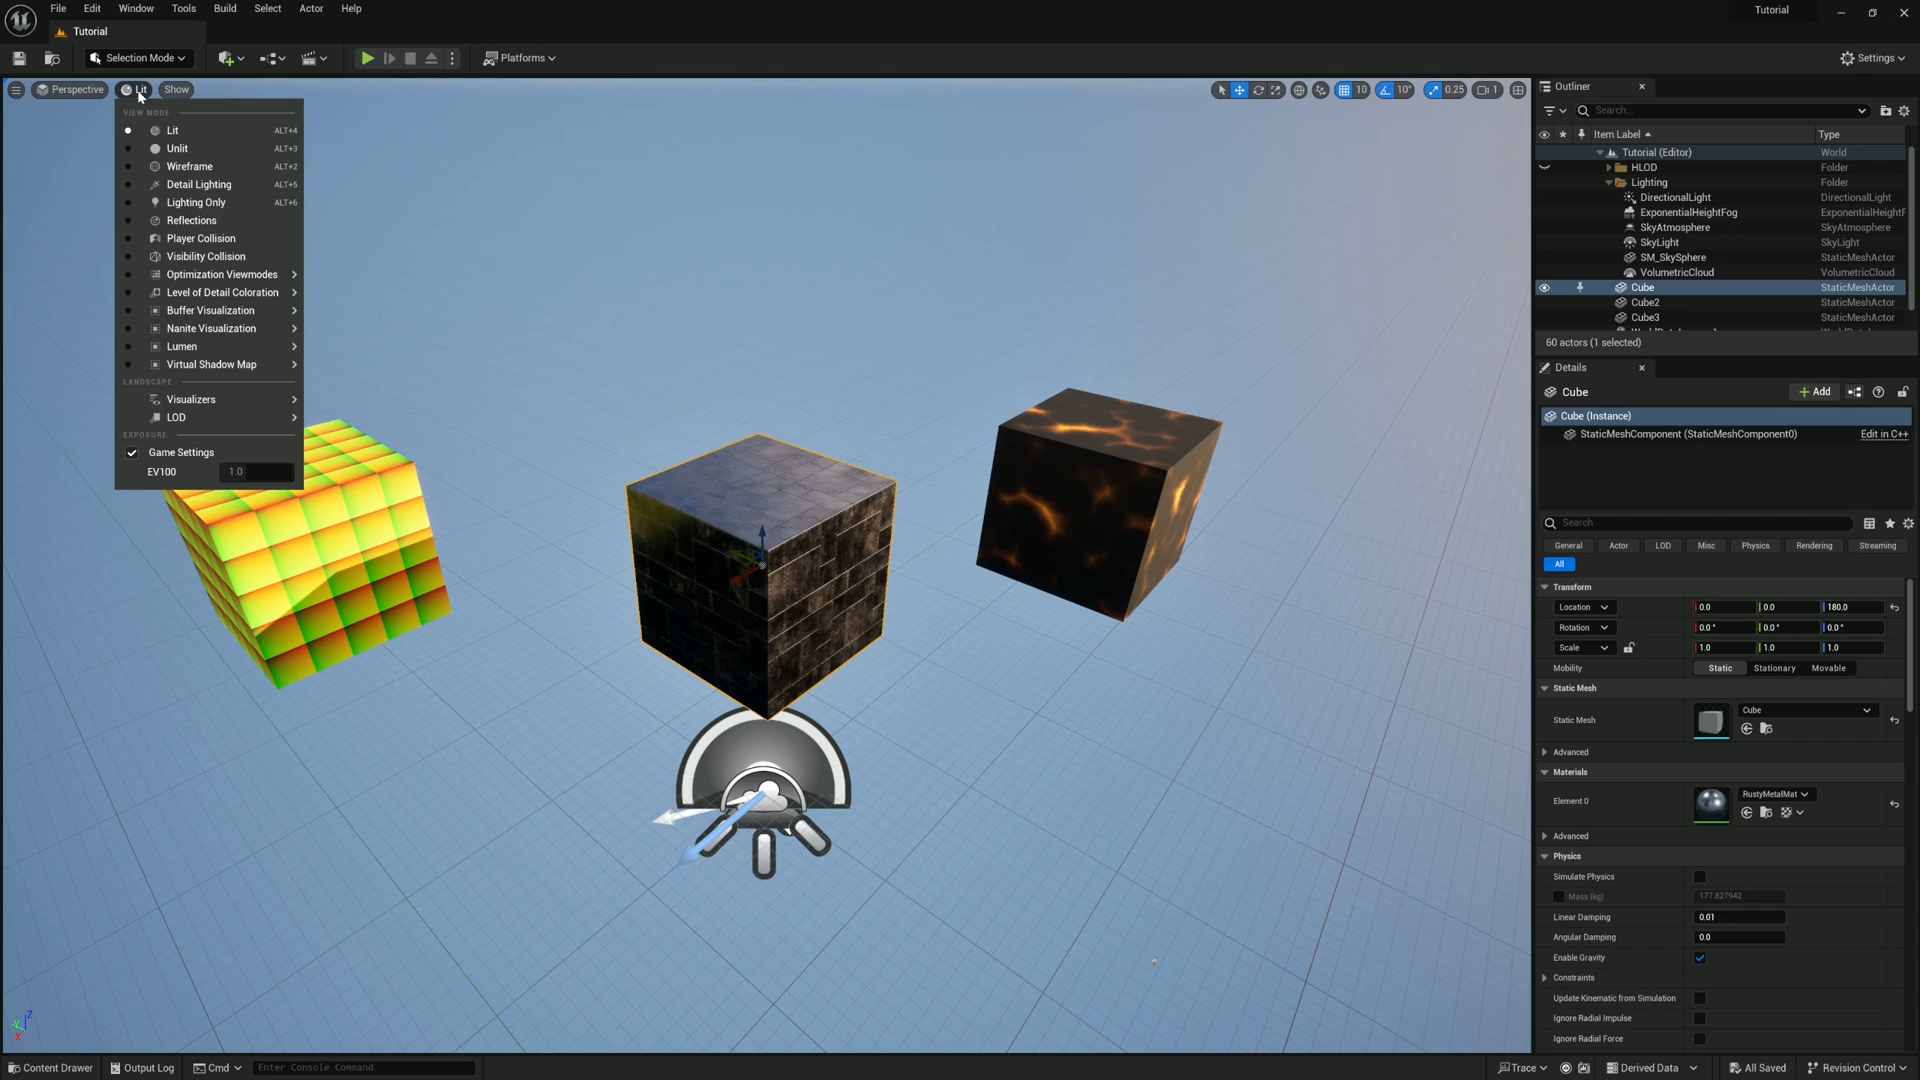 File Edit Window Tools Build Select Actor Help
Tutorial
Tutorial
Selection Mode
Platforms
Settings
Perspective Lit Show
10 10° 0.25 1
VIEW MODE
Lit ALT+4
Unlit ALT+3
Wireframe ALT+2
Detail Lighting ALT+5
Lighting Only ALT+6
Reflections
Player Collision
Visibility Collision
Optimization Viewmodes
Level of Detail Coloration
Buffer Visualization
Nanite Visualization
Lumen
Virtual Shadow Map
LANDSCAPE
Visualizers
LOD
EXPOSURE
Game Settings
EV100 1.0
Z
Y
X
Outliner
Search...
Item Label Type
Tutorial (Editor) World
HLOD Folder
Lighting Folder
DirectionalLight DirectionalLight
ExponentialHeightFog ExponentialHeightF
SkyAtmosphere SkyAtmosphere
SkyLight SkyLight
SM_SkySphere StaticMeshActor
VolumetricCloud VolumetricCloud
Cube StaticMeshActor
Cube2 StaticMeshActor
Cube3 StaticMeshActor
60 actors (1 selected)
Details
Cube
Add
Cube (Instance)
StaticMeshComponent (StaticMeshComponent0) Edit in C++
Search
General Actor LOD Misc Physics Rendering Streaming
All
Transform
Location 0.0 0.0 180.0
Rotation 0.0 ° 0.0 ° 0.0 °
Scale 1.0 1.0 1.0
Mobility Static Stationary Movable
Static Mesh
Static Mesh Cube
Advanced
Materials
Element 0 RustyMetalMat
Advanced
Physics
Simulate Physics
Mass (kg) 177.827942
Linear Damping 0.01
Angular Damping 0.0
Enable Gravity
Constraints
Update Kinematic from Simulation
Ignore Radial Impulse
Ignore Radial Force
Content Drawer Output Log Cmd Enter Console Command
Trace Derived Data All Saved Revision Control